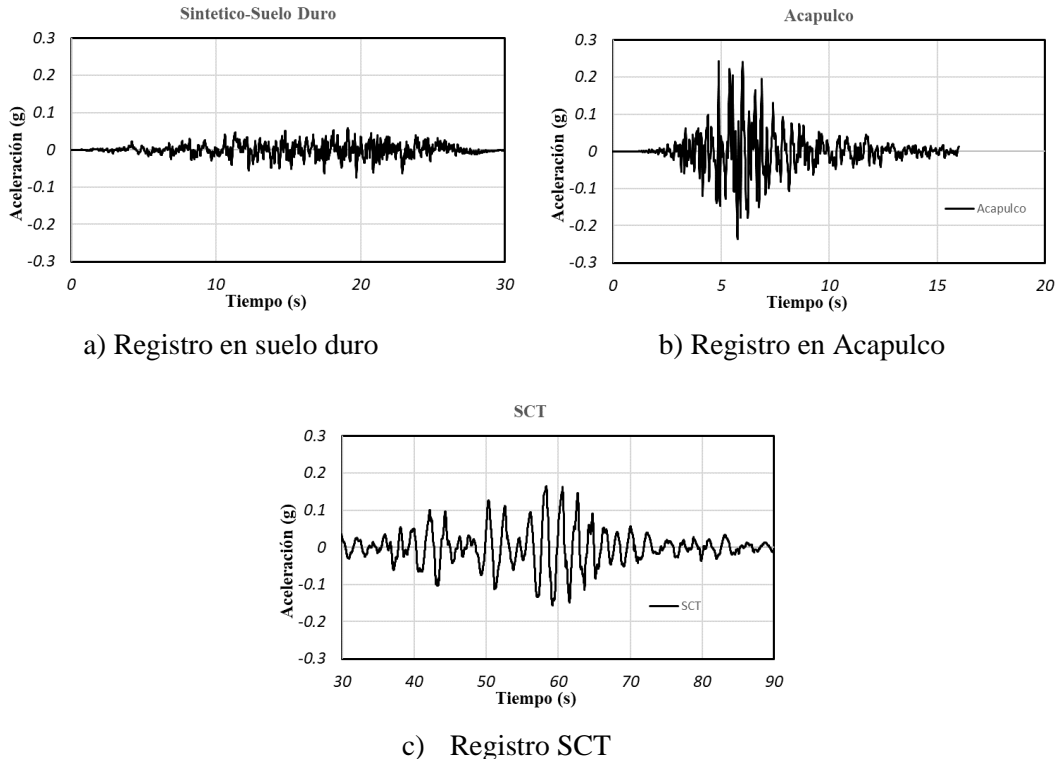 Sintetico-Suelo Duro
0.3
0.2
0.1
0
-0.1
-0.2
-0.3
Aceleración (g)
0 10 20 30
Tiempo (s)
a) Registro en suelo duro
Acapulco
0.3
0.2
0.1
0
-0.1
-0.2
-0.3
Aceleración (g)
Acapulco
0 5 10 15 20
Tiempo (s)
b) Registro en Acapulco
SCT
0.3
0.2
0.1
0
-0.1
-0.2
-0.3
Aceleración (g)
SCT
30 40 50 60 70 80 90
Tiempo (s)
c) Registro SCT